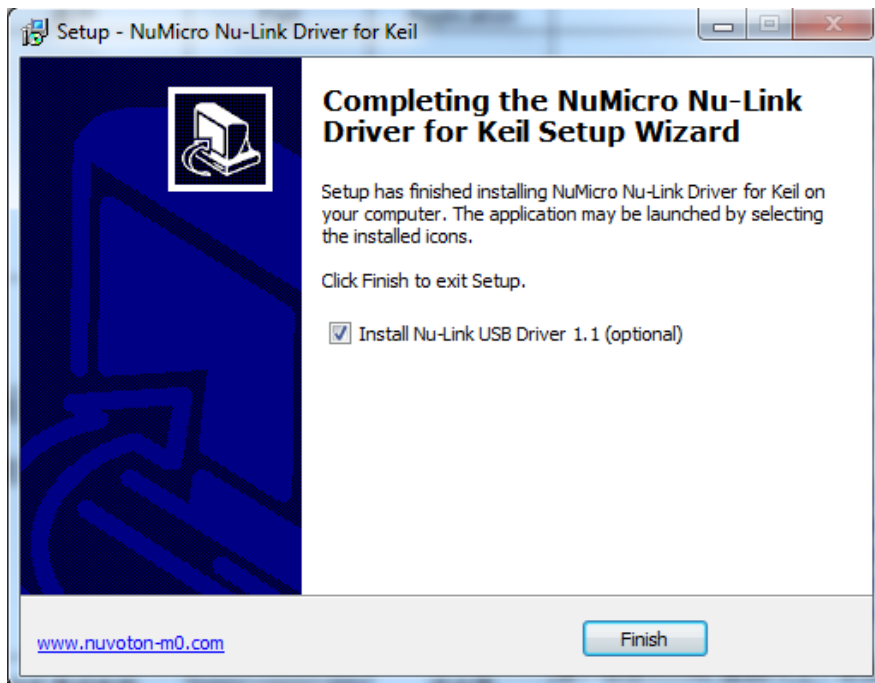 Setup - NuMicro Nu-Link Driver for Keil
Completing the NuMicro Nu-Link
Driver for Keil Setup Wizard
Setup has finished installing NuMicro Nu-Link Driver for Keil on
your computer. The application may be launched by selecting
the installed icons.
Click Finish to exit Setup.
Install Nu-Link USB Driver 1.1 (optional)
www.nuvoton-m0.com
Finish